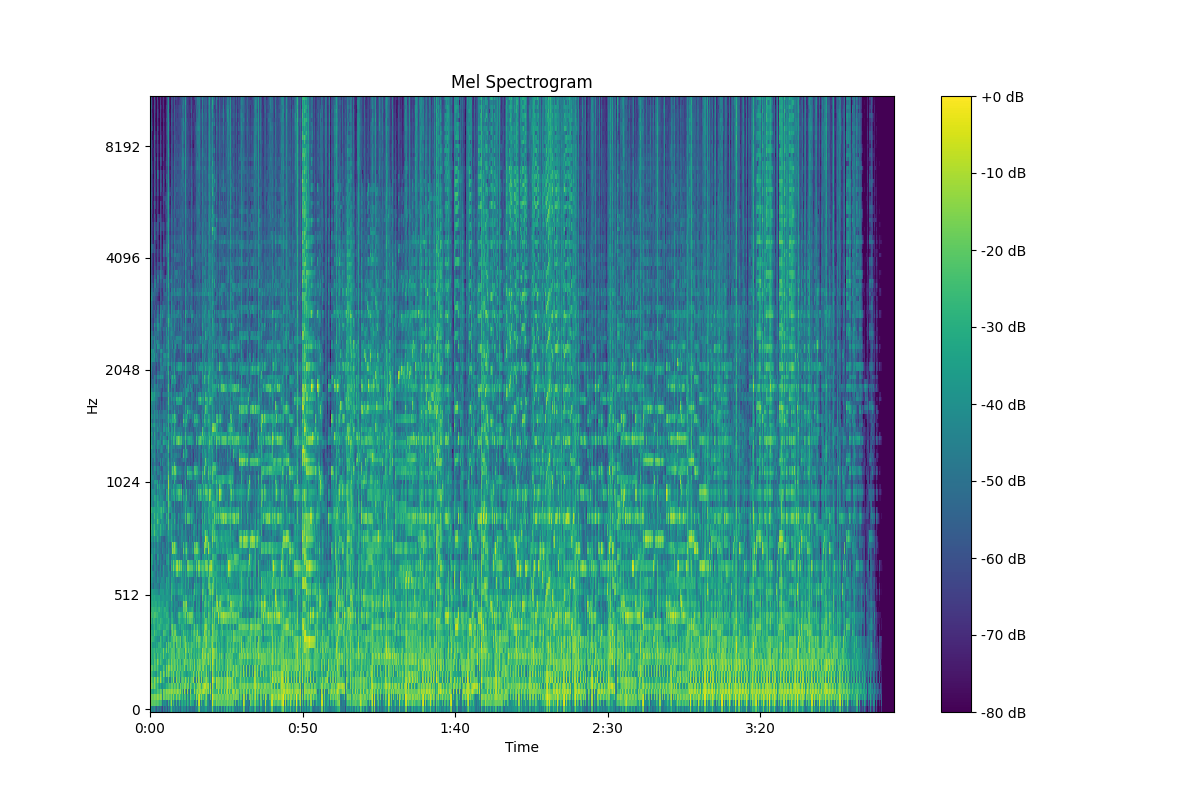 Mel Spectrogram
8192
4096
2048
1024
512
0
Hz
0:00 0:50 1:40 2:30 3:20
Time
+0 dB
-10 dB
-20 dB
-30 dB
-40 dB
-50 dB
-60 dB
-70 dB
-80 dB